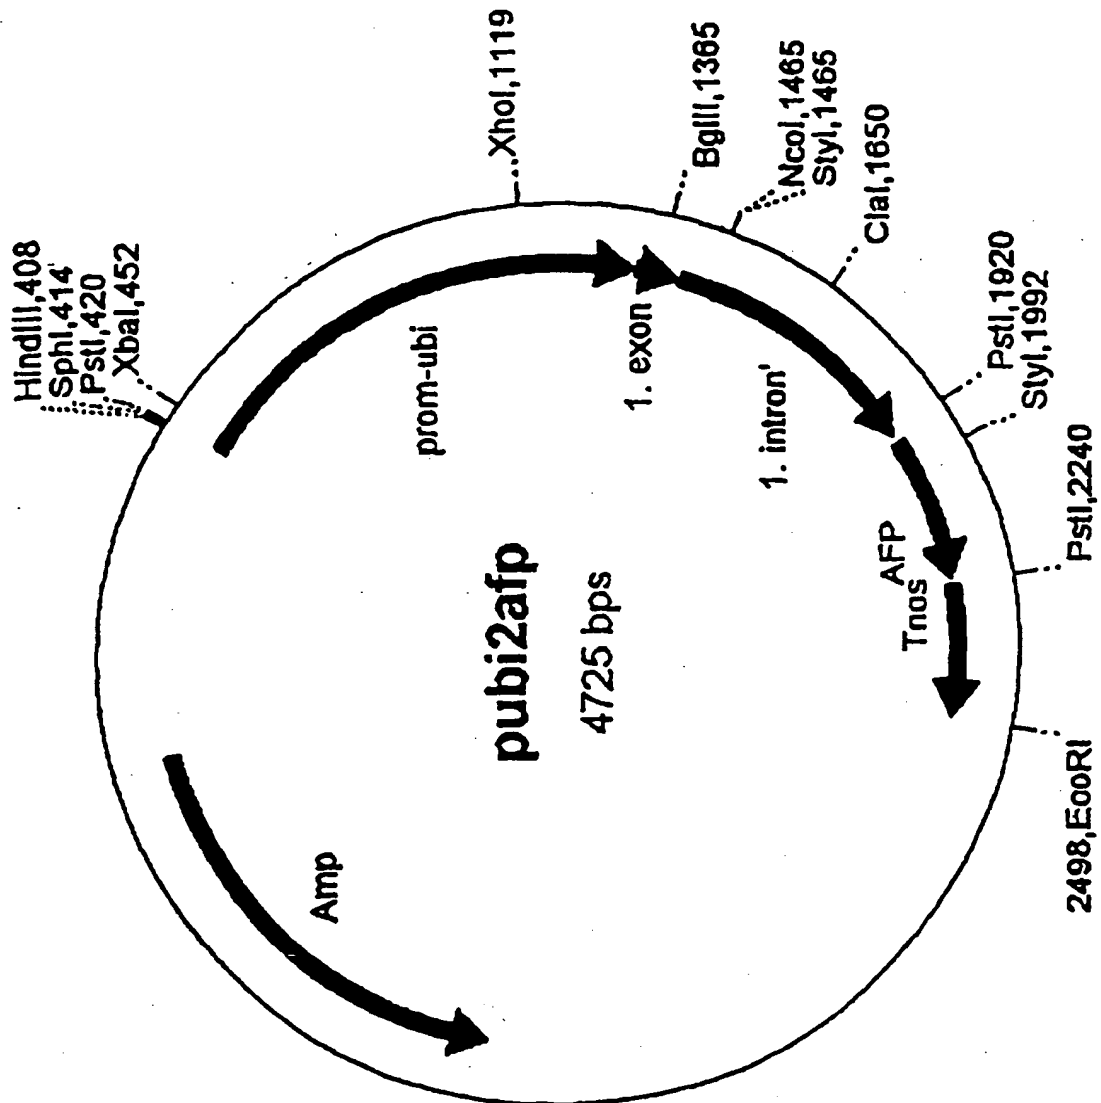 HindIII,408
SphI,414'
PstI,420
XbaI,452
XhoI,1119
BglII,1365
NcoI,1465
StyI,1465
ClaI,1650
PstI,1920
StyI,1992
PstI,2240
2498,EooRI
prom-ubi
1. exon
1. intron'
AFP
Tnos
Amp
pubi2afp
4725 bps